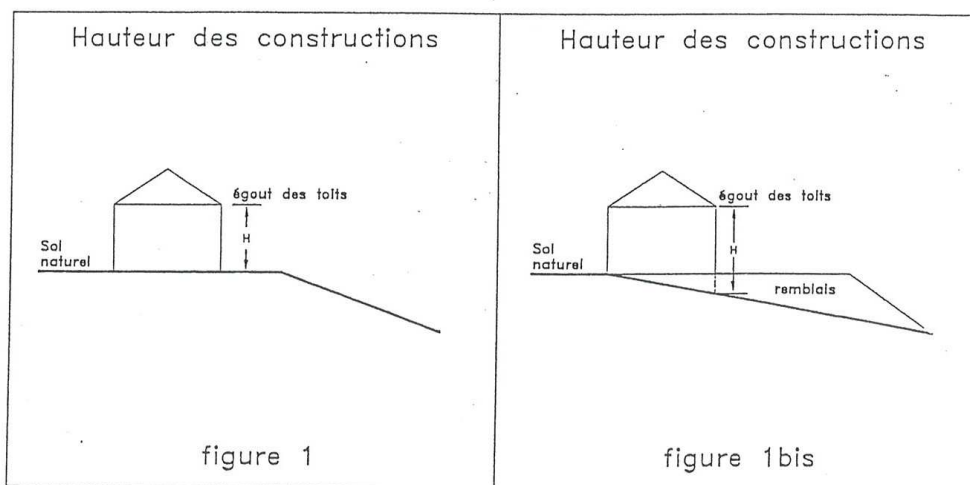 Hauteur des constructions
égout des toits
H
Sol
naturel
figure 1
Hauteur des constructions
égout des toits
H
Sol
naturel
remblais
figure 1bis